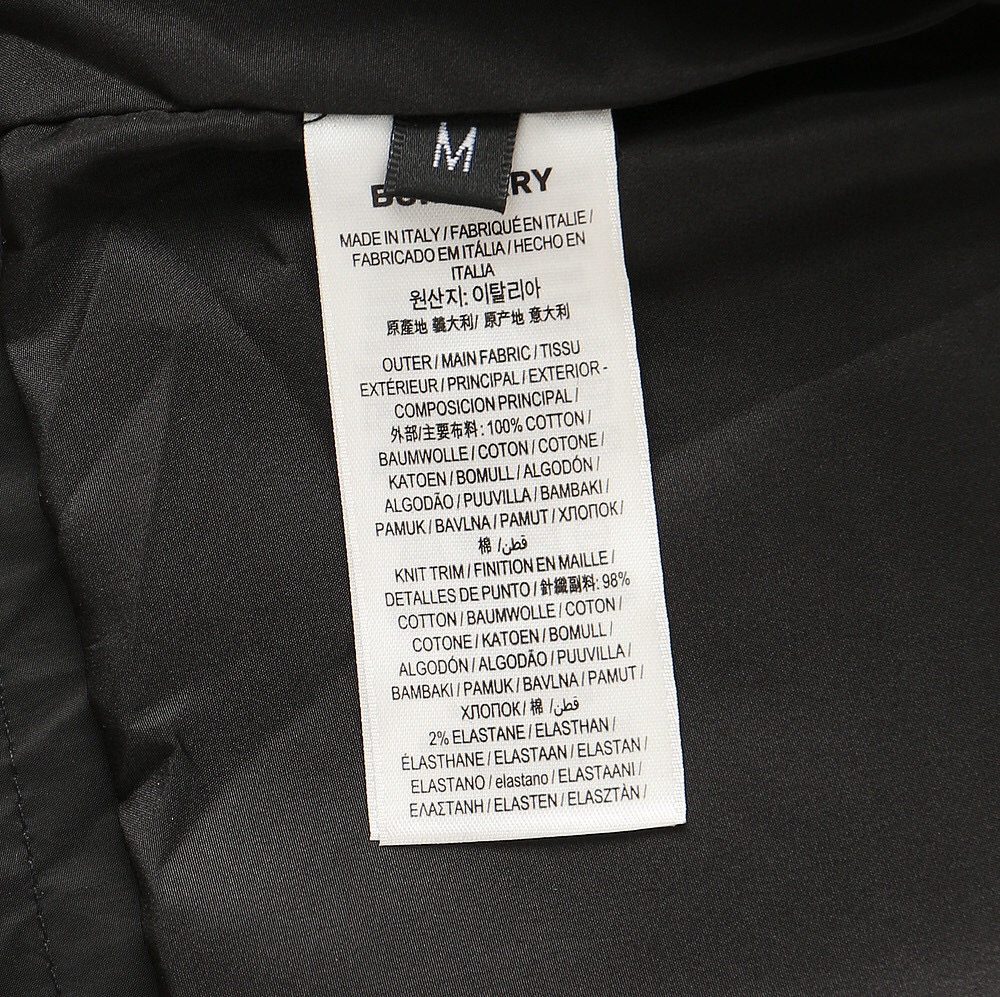 M
MADE IN ITALY / FABRIQUÉ EN ITALIE /
FABRICADO EM ITÁLIA / HECHO EN
ITALIA
원산지: 이탈리아
原產地 義大利/ 原产地 意大利
OUTER / MAIN FABRIC / TISSU
EXTÉRIEUR / PRINCIPAL / EXTERIOR -
COMPOSICION PRINCIPAL /
外部/主要布料 : 100% COTTON /
BAUMWOLLE / COTON / COTONE /
KATOEN / BOMULL / ALGODÓN /
ALGODÃO / PUUVILLA / BAMBAKI /
PAMUK / BAVLNA / PAMUT / ХЛОПОК /
棉 / قطن
KNIT TRIM / FINITION EN MAILLE /
DETALLES DE PUNTO / 針織副料: 98%
COTTON / BAUMWOLLE / COTON /
COTONE / KATOEN / BOMULL /
ALGODÓN / ALGODÃO / PUUVILLA /
BAMBAKI / PAMUK / BAVLNA / PAMUT /
ХЛОПОК / 棉 / قطن
2% ELASTANE / ELASTHAN /
ÉLASTHANE / ELASTAAN / ELASTAN /
ELASTANO / elastano / ELASTAANI /
ΕΛΑΣΤΑΝΗ / ELASTEN / ELASZTÀN /